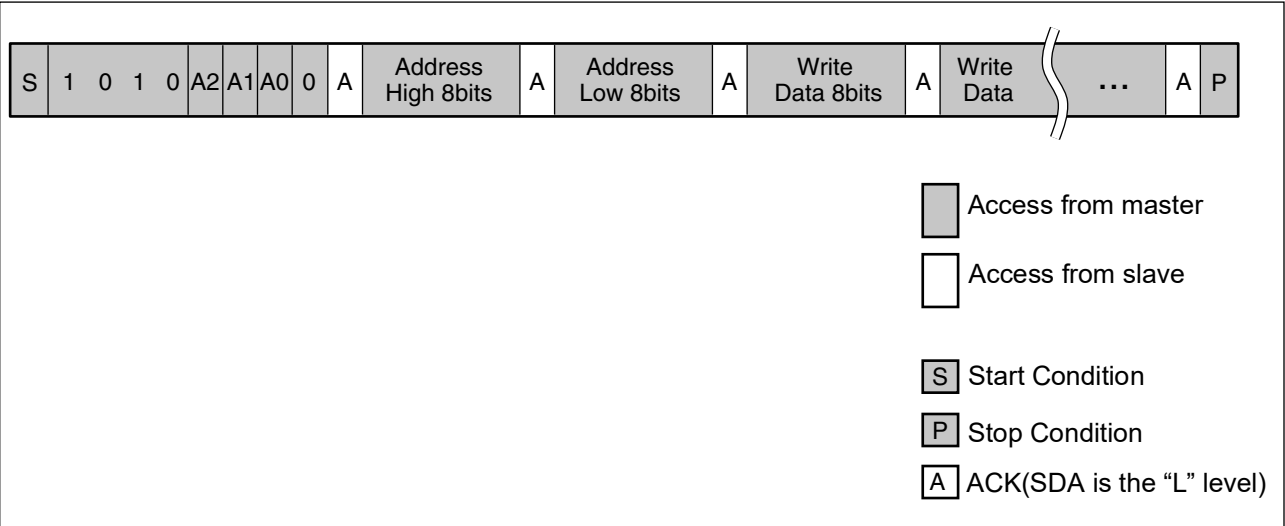 S 1 0 1 0 A2 A1 A0 0 A Address High 8bits A Address Low 8bits A Write Data 8bits A Write Data ... A P
Access from master
Access from slave
S Start Condition
P Stop Condition
A ACK(SDA is the “L” level)